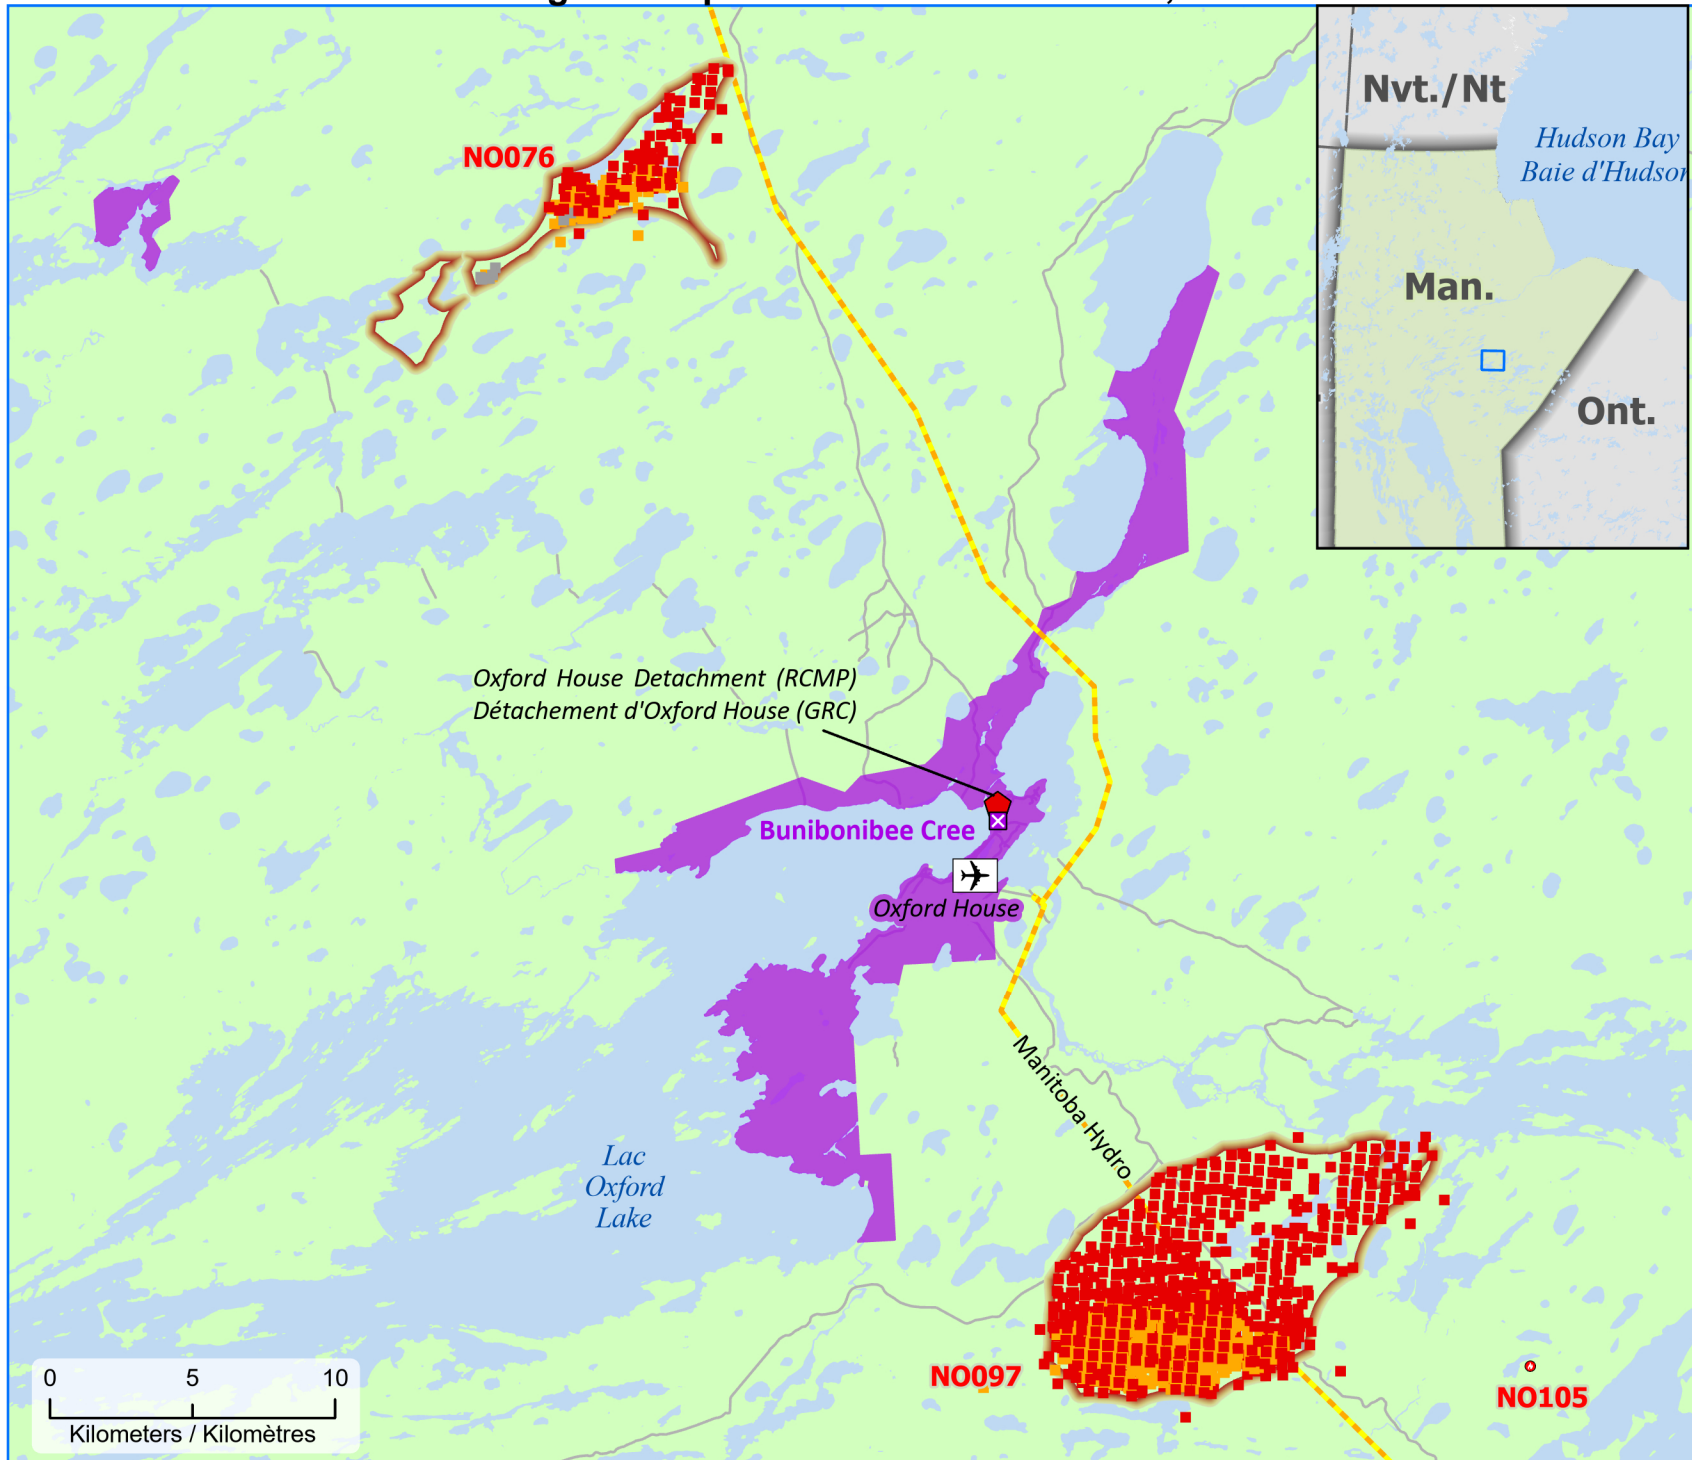 Nvt./Nt
Hudson Bay
Baie d'Hudson
Man.
Ont.
NO076
Oxford House Detachment (RCMP)
Détachement d'Oxford House (GRC)
Bunibonibee Cree
Oxford House
Manitoba Hydro
Lac
Oxford
Lake
NO097
NO105
0 5 10
Kilometers / Kilomètres